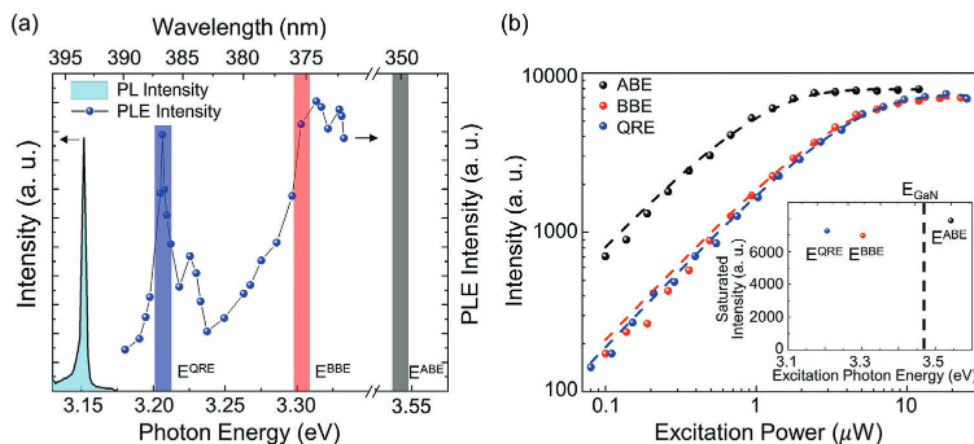 (a)
Wavelength (nm)
395 390 385 380 375 350
PL Intensity
PLE Intensity
Intensity (a. u.)
PLE Intensity (a. u.)
E^QRE E^BBE E^ABE
3.15 3.20 3.25 3.30 3.55
Photon Energy (eV)
(b)
10000
1000
100
Intensity (a. u.)
ABE
BBE
QRE
E_GaN
E^QRE E^BBE E^ABE
Saturated
Intensity (a. u.)
6000
4000
2000
0
3.1 3.3 3.5
Excitation Photon Energy (eV)
0.1 1 10
Excitation Power (μW)